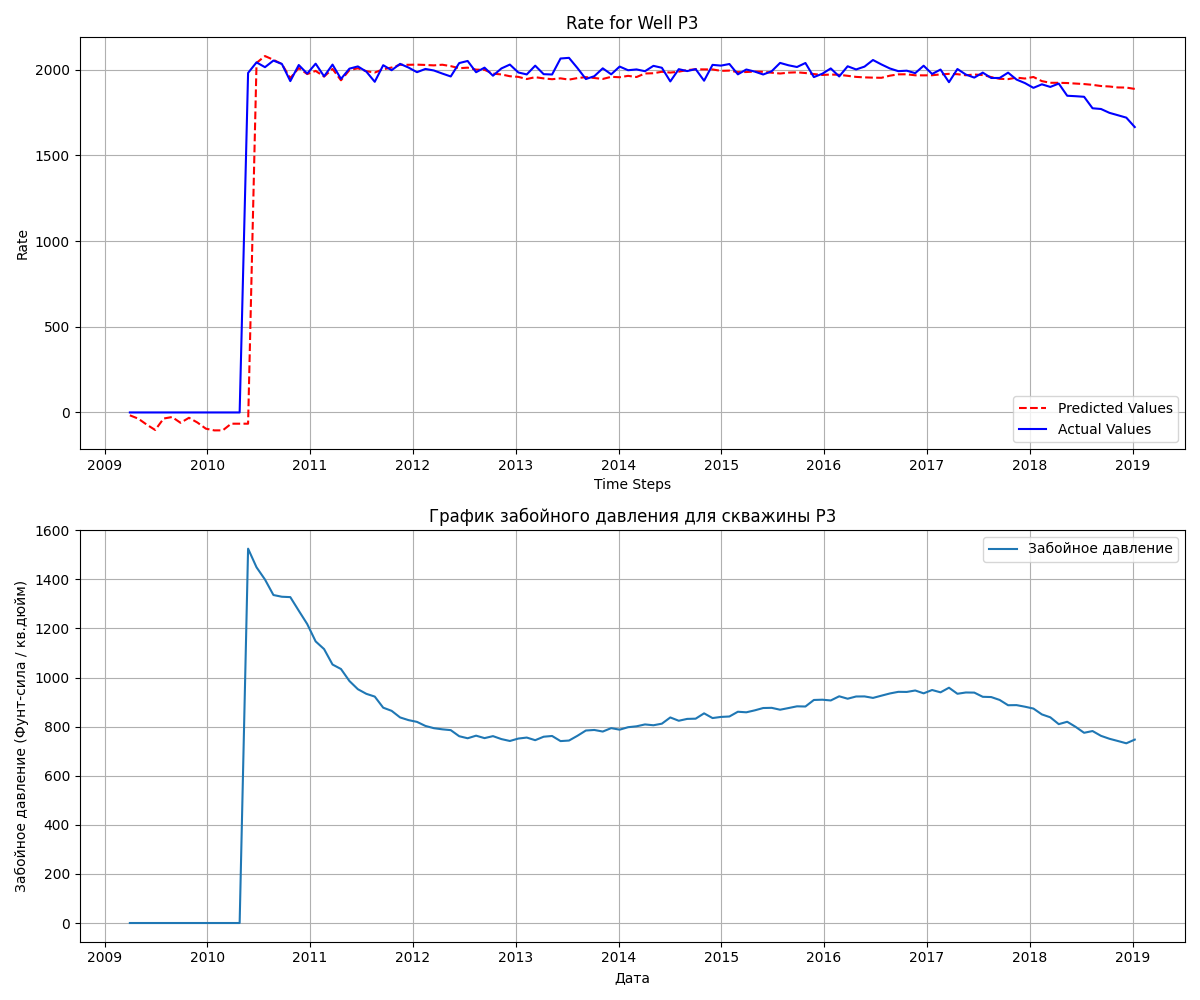 Rate for Well P3
Rate
2000
1500
1000
500
0
Predicted Values
Actual Values
2009 2010 2011 2012 2013 2014 2015 2016 2017 2018 2019
Time Steps
График забойного давления для скважины P3
Забойное давление (Фунт-сила / кв.дюйм)
1600
1400
1200
1000
800
600
400
200
0
Забойное давление
2009 2010 2011 2012 2013 2014 2015 2016 2017 2018 2019
Дата